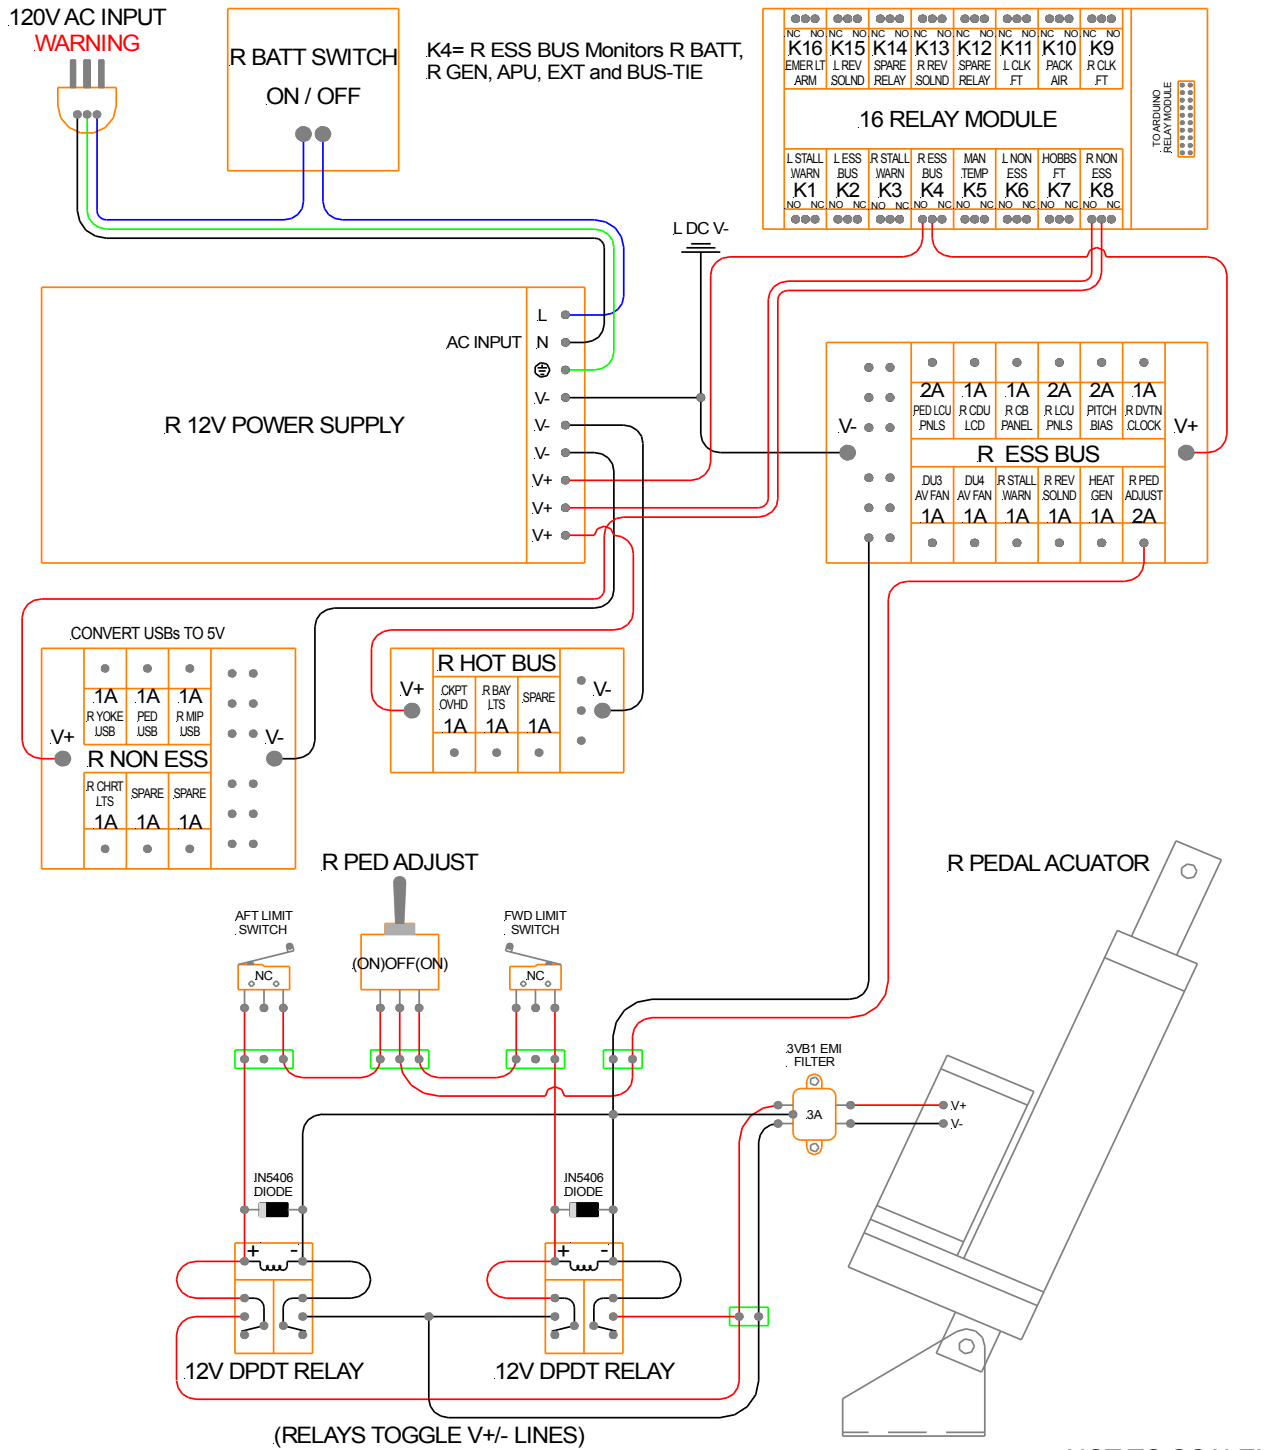 120V AC INPUT
WARNING
R BATT SWITCH
ON / OFF
K4= R ESS BUS Monitors R BATT,
R GEN, APU, EXT and BUS-TIE
NC NO NC NO NC NO NC NO NC NO NC NO NC NO NC NO
K16 K15 K14 K13 K12 K11 K10 K9
EMER LT L REV SPARE R REV SPARE L CLK PACK R CLK
ARM SOLND RELAY SOLND RELAY FT AIR FT
16 RELAY MODULE
TO ARDUINO
RELAY MODULE
L STALL L ESS R STALL R ESS MAN L NON HOBBS R NON
WARN BUS WARN BUS TEMP ESS FT ESS
K1 K2 K3 K4 K5 K6 K7 K8
NO NC NO NC NO NC NO NC NO NC NO NC NO NC NO NC
L DC V-
R 12V POWER SUPPLY
AC INPUT
L
N
V-
V-
V-
V+
V+
V+
2A 1A 1A 2A 2A 1A
PED LCU R CDU R CB R LCU PITCH R DVTN
PNLS LCD PANEL PNLS BIAS CLOCK
V-
V+
R ESS BUS
DU3 DU4 R STALL R REV HEAT R PED
AV FAN AV FAN WARN SOLND GEN ADJUST
1A 1A 1A 1A 1A 2A
CONVERT USBs TO 5V
1A 1A 1A
R YOKE PED R MIP
USB USB USB
V+
V-
R NON ESS
R CHRT SPARE SPARE
LTS
1A 1A 1A
R HOT BUS
V+
V-
CKPT R BAY SPARE
OVHD LTS
1A 1A 1A
R PED ADJUST
AFT LIMIT
SWITCH
NC
(ON)OFF(ON)
FWD LIMIT
SWITCH
NC
R PEDAL ACUATOR
3VB1 EMI
FILTER
3A
V+
V-
IN5406
DIODE
IN5406
DIODE
+ -
+ -
12V DPDT RELAY
12V DPDT RELAY
(RELAYS TOGGLE V+/- LINES)